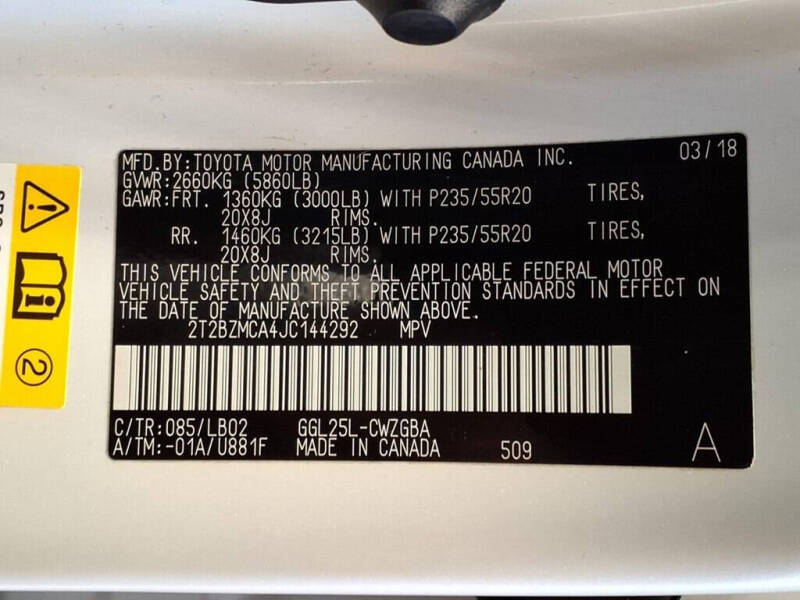 MFD.BY:TOYOTA MOTOR MANUFACTURING CANADA INC. 03/18
GVWR:2660KG (5860LB)
GAWR:FRT. 1360KG (3000LB) WITH P235/55R20 TIRES,
20X8J RIMS.
RR. 1460KG (3215LB) WITH P235/55R20 TIRES,
20X8J RIMS.
THIS VEHICLE CONFORMS TO ALL APPLICABLE FEDERAL MOTOR
VEHICLE SAFETY AND THEFT PREVENTION STANDARDS IN EFFECT ON
THE DATE OF MANUFACTURE SHOWN ABOVE.
2T2BZMCA4JC144292 MPV
C/TR:085/LB02 GGL25L-CWZGBA
A/TM:-01A/U881F MADE IN CANADA 509 A
2